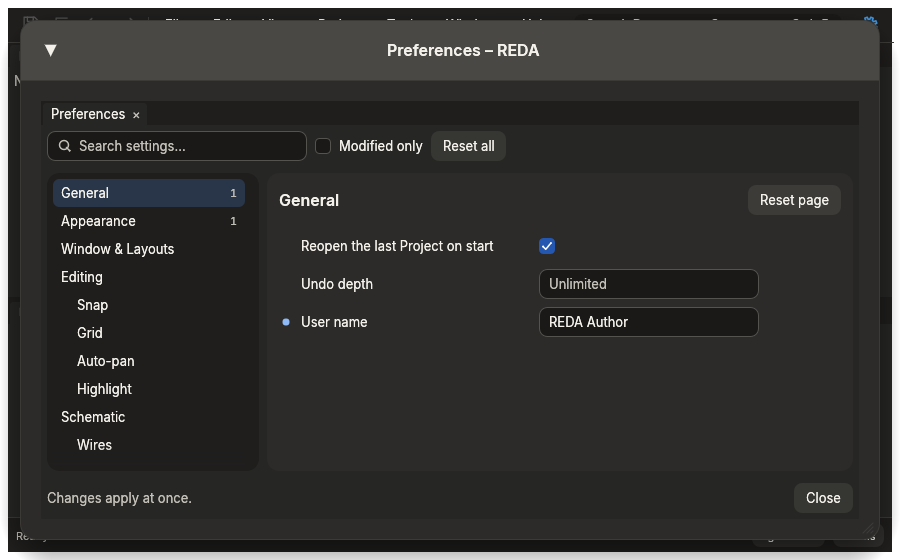 Preferences – REDA
Preferences ×
Search settings...
Modified only
Reset all
General 1
Appearance 1
Window & Layouts
Editing
Snap
Grid
Auto-pan
Highlight
Schematic
Wires
General
Reset page
Reopen the last Project on start
Undo depth
Unlimited
User name
REDA Author
Changes apply at once.
Close